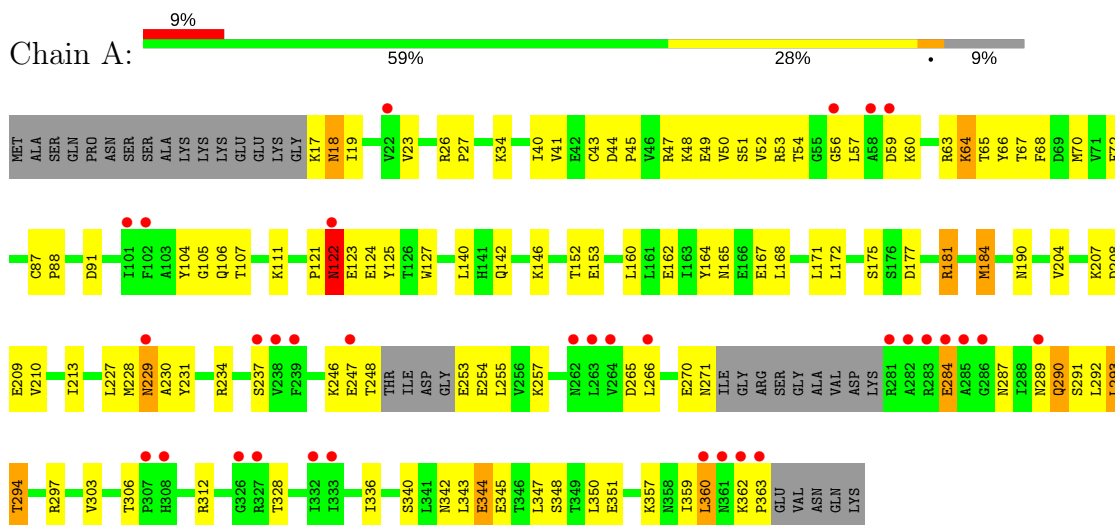 9%
Chain A:
59% 28% • 9%
MET ALA SER GLN PRO ASN SER SER ALA LYS LYS LYS GLU GLU LYS GLY K17 N18 I19 V22 V23 R26 P27 K34 I40 V41 E42 C43 D44 P45 V46 R47 K48 E49 V50 S51 V52 R53 T54 G55 G56 L57 A58 D59 K60 R63 K64 T65 Y66 T67 F68 D69 M70 V71 F72
C87 P88 D91 I101 F102 A103 Y104 G105 Q106 T107 K111 P121 N122 E123 E124 Y125 T126 W127 L140 H141 Q142 K146 T152 E153 L160 L161 E162 I163 Y164 N165 E166 E167 L168 L171 L172 S175 S176 D177 R181 M184 N190 V204 K207 D208
E209 V210 I213 L227 M228 N229 A230 Y231 R234 S237 V238 F239 K246 E247 T248 THR ILE ASP GLY E253 E254 L255 V256 K257 N262 L263 V264 D265 L266 E270 N271 ILE GLY ARG SER GLY ALA VAL ASP LYS R281 A282 R283 E284 A285 G286 N287 I288 N289 Q290 S291 L292 L293
T294 R297 V303 T306 P307 H308 R312 G326 R327 T328 I332 I333 I336 S340 L341 N342 L343 E344 E345 T346 L347 S348 T349 L350 E351 K357 N358 I359 L360 N361 K362 P363 GLU VAL ASN GLN LYS